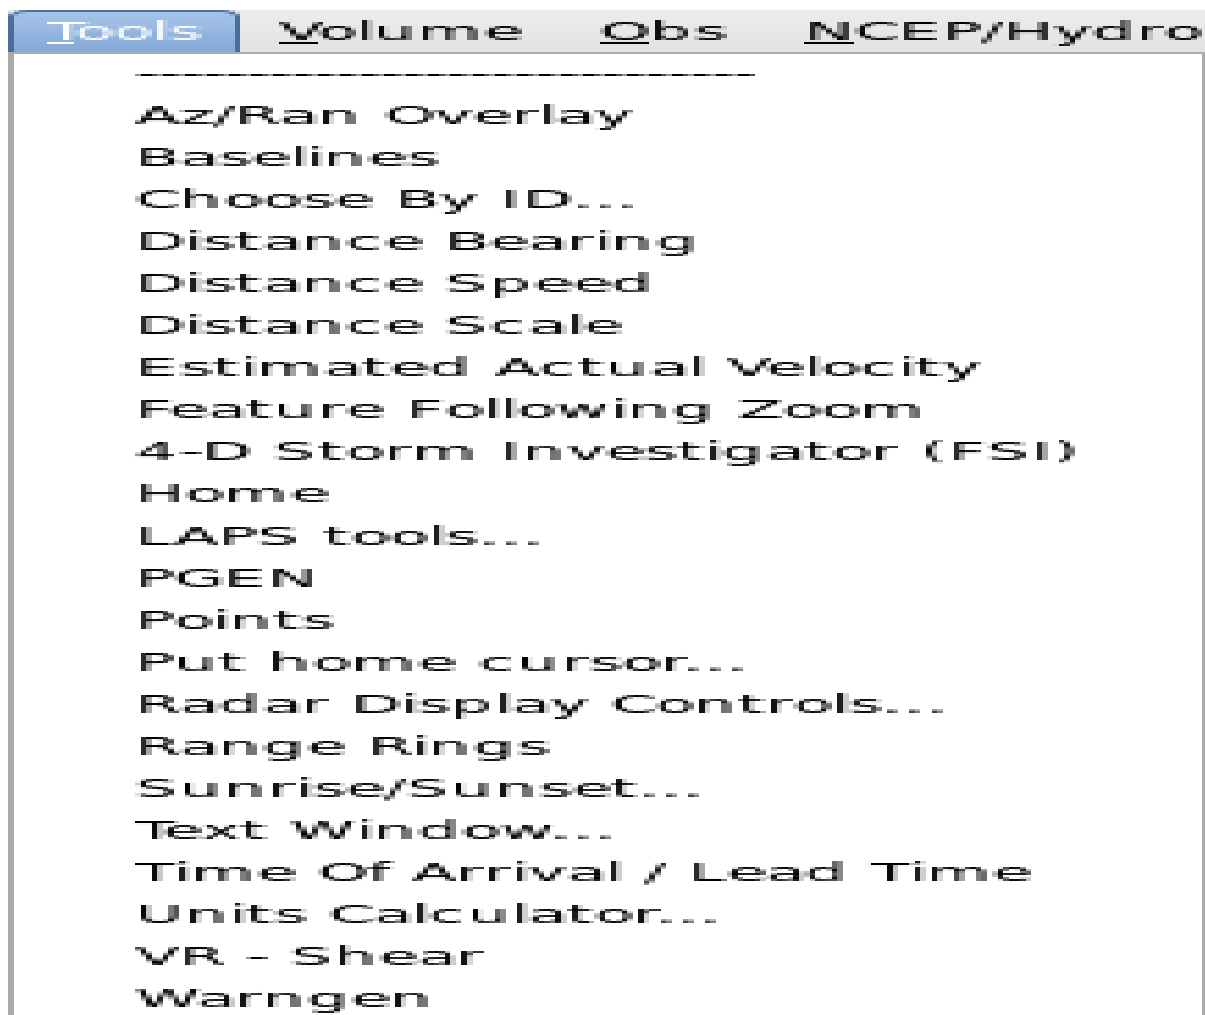 Tools Volume Obs NCEP/Hydro
------------------------------
Az/Ran Overlay
Baselines
Choose By ID...
Distance Bearing
Distance Speed
Distance Scale
Estimated Actual Velocity
Feature Following Zoom
4-D Storm Investigator (FSI)
Home
LAPS tools...
PGEN
Points
Put home cursor...
Radar Display Controls...
Range Rings
Sunrise/Sunset...
Text Window...
Time Of Arrival / Lead Time
Units Calculator...
VR - Shear
Warngen